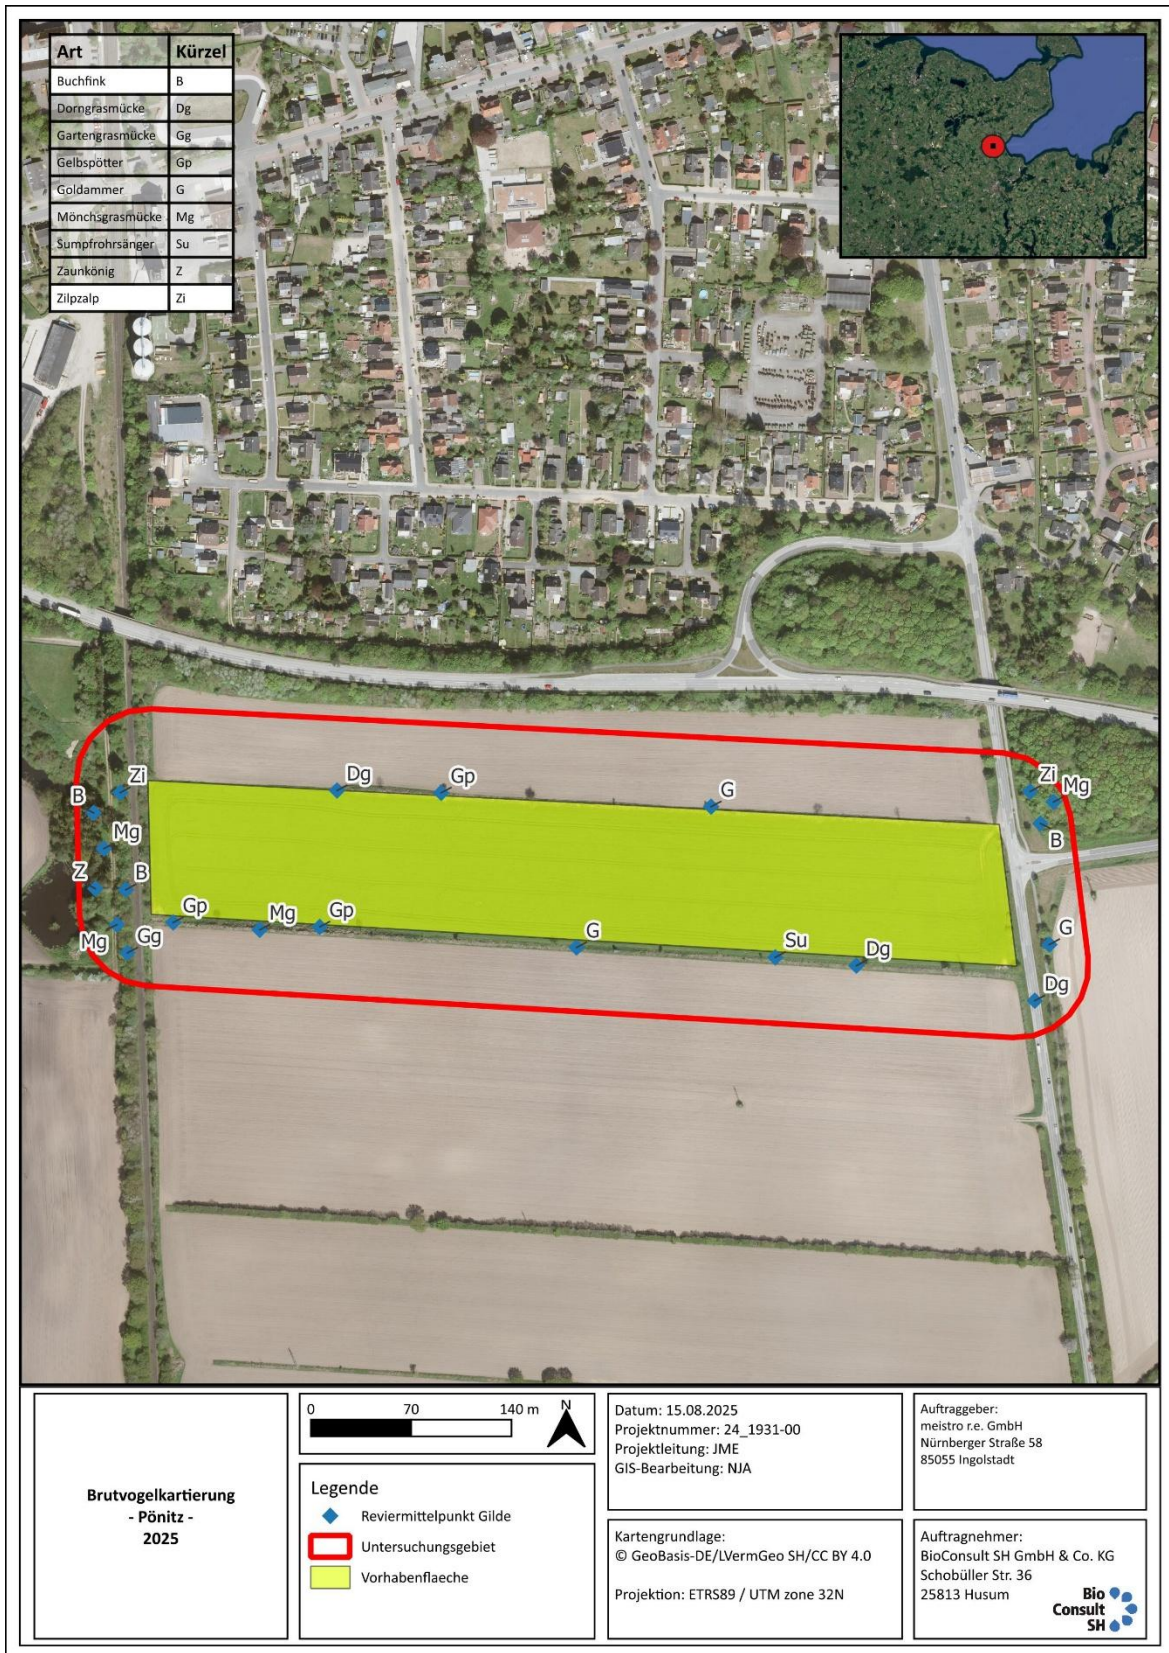 Art Kürzel
Buchfink B
Dorngrasmücke Dg
Gartengrasmücke Gg
Gelbspötter Gp
Goldammer G
Mönchsgrasmücke Mg
Sumpfrohrsänger Su
Zaunkönig Z
Zilpzalp Zi
Zi
Dg
Gp
G
Zi
Mg
B
B
Mg
Z
B
Gp
Mg
Gp
Mg
Gg
G
Su
Dg
G
Dg
Brutvogelkartierung
- Pönitz -
2025
0 70 140 m
N
Legende
Reviermittelpunkt Gilde
Untersuchungsgebiet
Vorhabenflaeche
Datum: 15.08.2025
Projektnummer: 24_1931-00
Projektleitung: JME
GIS-Bearbeitung: NJA
Kartengrundlage:
© GeoBasis-DE/LVermGeo SH/CC BY 4.0
Projektion: ETRS89 / UTM zone 32N
Auftraggeber:
meistro r.e. GmbH
Nürnberger Straße 58
85055 Ingolstadt
Auftragnehmer:
BioConsult SH GmbH & Co. KG
Schobüller Str. 36
25813 Husum
Bio
Consult
SH